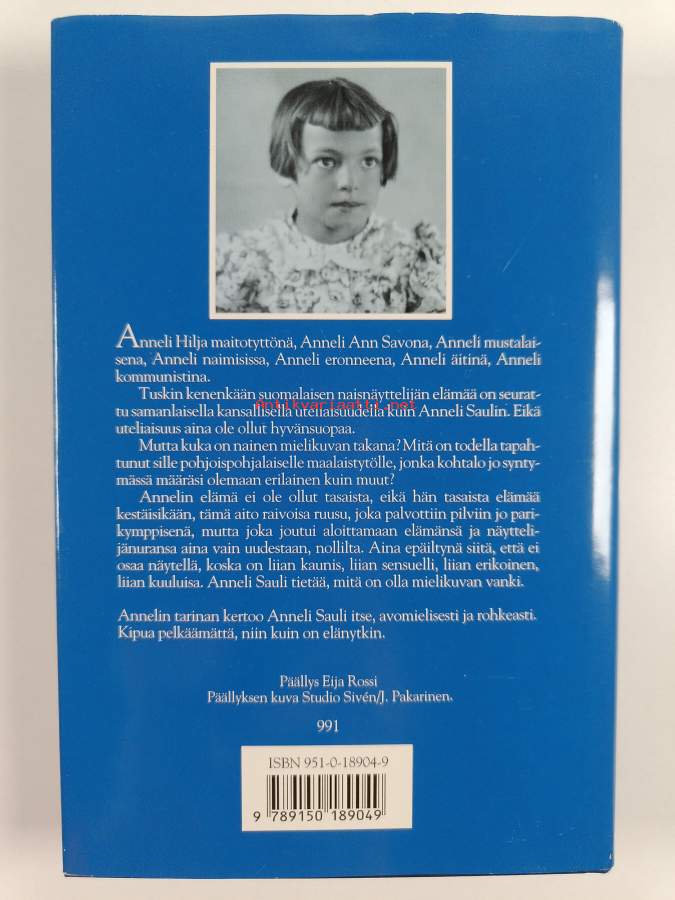 Anneli Hilja maitotyttönä, Anneli Ann Savona, Anneli mustalai-
sena, Anneli naimisissa, Anneli eronneena, Anneli äitinä, Anneli
kommunistina.
Tuskin kenenkään suomalaisen naisnäyttelijän elämää on seurat-
tu samanlaisella kansallisella uteliaisuudella kuin Anneli Saulin. Eikä
antikvariaatti.net
uteliaisuus aina ole ollut hyvänsuopaa.
Mutta kuka on nainen mielikuvan takana? Mitä on todella tapah-
tunut sille pohjoispohjalaiselle maalaistytölle, jonka kohtalo jo synty-
mässä määräsi olemaan erilainen kuin muut?
Annelin elämä ei ole ollut tasaista, eikä hän tasaista elämää
kestäisikään, tämä aito raivoisa ruusu, joka palvottiin pilviin jo pari-
kymppisenä, mutta joka joutui aloittamaan elämänsä ja näytteli-
jänuransa aina vain uudestaan, nollilta. Aina epäiltynä siitä, että ei
osaa näytellä, koska on liian kaunis, liian sensuelli, liian erikoinen,
liian kuuluisa. Anneli Sauli tietää, mitä on olla mielikuvan vanki.
Annelin tarinan kertoo Anneli Sauli itse, avomielisesti ja rohkeasti.
Kipua pelkäämättä, niin kuin on elänytkin.
Päällys Eija Rossi
Päällyksen kuva Studio Sivén/J. Pakarinen.
991
ISBN 951-0-18904-9
9 789150 189049